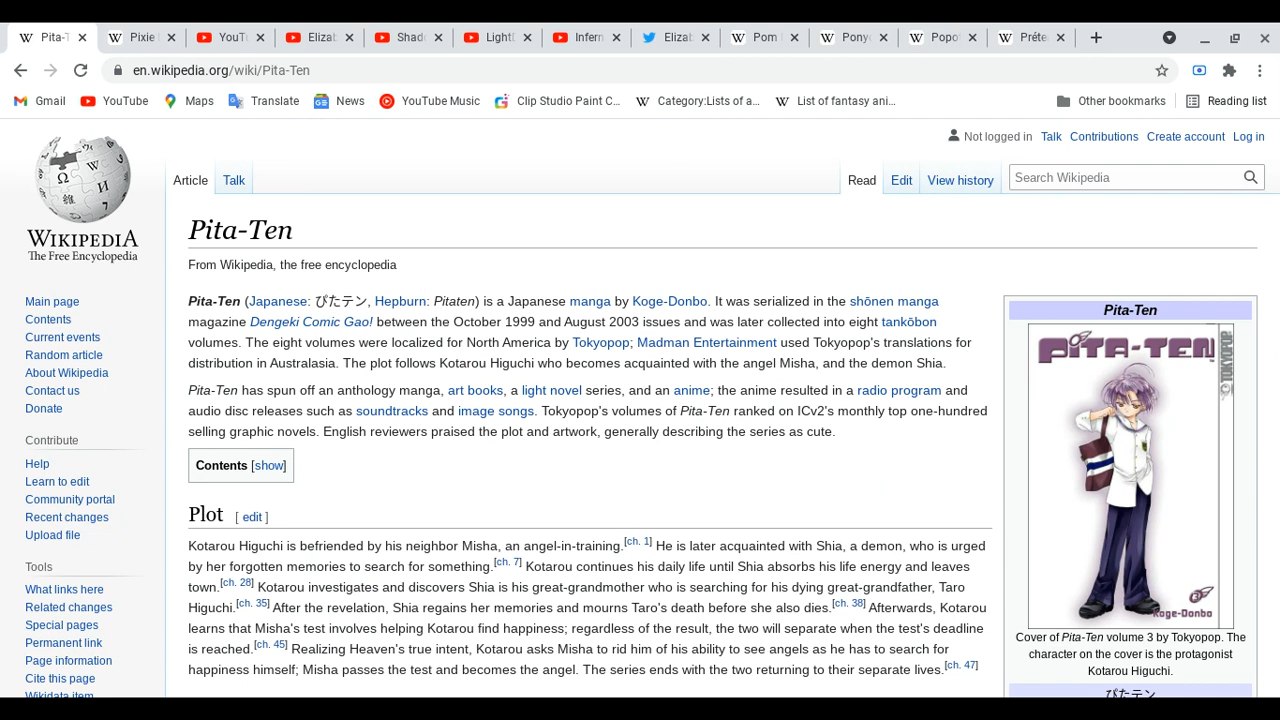 Pita-T
Pixie
YouT
Elizab
Shado
LightL
Infern
Elizab
Pom
Pony
Popo
Préte
en.wikipedia.org/wiki/Pita-Ten
Gmail
YouTube
Maps
Translate
News
YouTube Music
Clip Studio Paint C...
Category:Lists of a...
List of fantasy ani...
Other bookmarks
Reading list
Not logged in Talk Contributions Create account Log in
WIKIPEDIA
The Free Encyclopedia
Article Talk
Read Edit View history
Search Wikipedia
Main page
Contents
Current events
Random article
About Wikipedia
Contact us
Donate
Contribute
Help
Learn to edit
Community portal
Recent changes
Upload file
Tools
What links here
Related changes
Special pages
Permanent link
Page information
Cite this page
Wikidata item
Pita-Ten
From Wikipedia, the free encyclopedia
Pita-Ten (Japanese: ぴたテン, Hepburn: Pitaten) is a Japanese manga by Koge-Donbo. It was serialized in the shōnen manga
magazine Dengeki Comic Gao! between the October 1999 and August 2003 issues and was later collected into eight tankōbon
volumes. The eight volumes were localized for North America by Tokyopop; Madman Entertainment used Tokyopop's translations for
distribution in Australasia. The plot follows Kotarou Higuchi who becomes acquainted with the angel Misha, and the demon Shia.
Pita-Ten has spun off an anthology manga, art books, a light novel series, and an anime; the anime resulted in a radio program and
audio disc releases such as soundtracks and image songs. Tokyopop's volumes of Pita-Ten ranked on ICv2's monthly top one-hundred
selling graphic novels. English reviewers praised the plot and artwork, generally describing the series as cute.
Contents [show]
Plot [ edit ]
Kotarou Higuchi is befriended by his neighbor Misha, an angel-in-training.[ch. 1] He is later acquainted with Shia, a demon, who is urged
by her forgotten memories to search for something.[ch. 7] Kotarou continues his daily life until Shia absorbs his life energy and leaves
town.[ch. 28] Kotarou investigates and discovers Shia is his great-grandmother who is searching for his dying great-grandfather, Taro
Higuchi.[ch. 35] After the revelation, Shia regains her memories and mourns Taro's death before she also dies.[ch. 38] Afterwards, Kotarou
learns that Misha's test involves helping Kotarou find happiness; regardless of the result, the two will separate when the test's deadline
is reached.[ch. 45] Realizing Heaven's true intent, Kotarou asks Misha to rid him of his ability to see angels as he has to search for
happiness himself; Misha passes the test and becomes the angel. The series ends with the two returning to their separate lives.[ch. 47]
Pita-Ten
PITA-TEN
TOKYOPOP
3
Koge-Donbo
Cover of Pita-Ten volume 3 by Tokyopop. The
character on the cover is the protagonist
Kotarou Higuchi.
ぴたテン